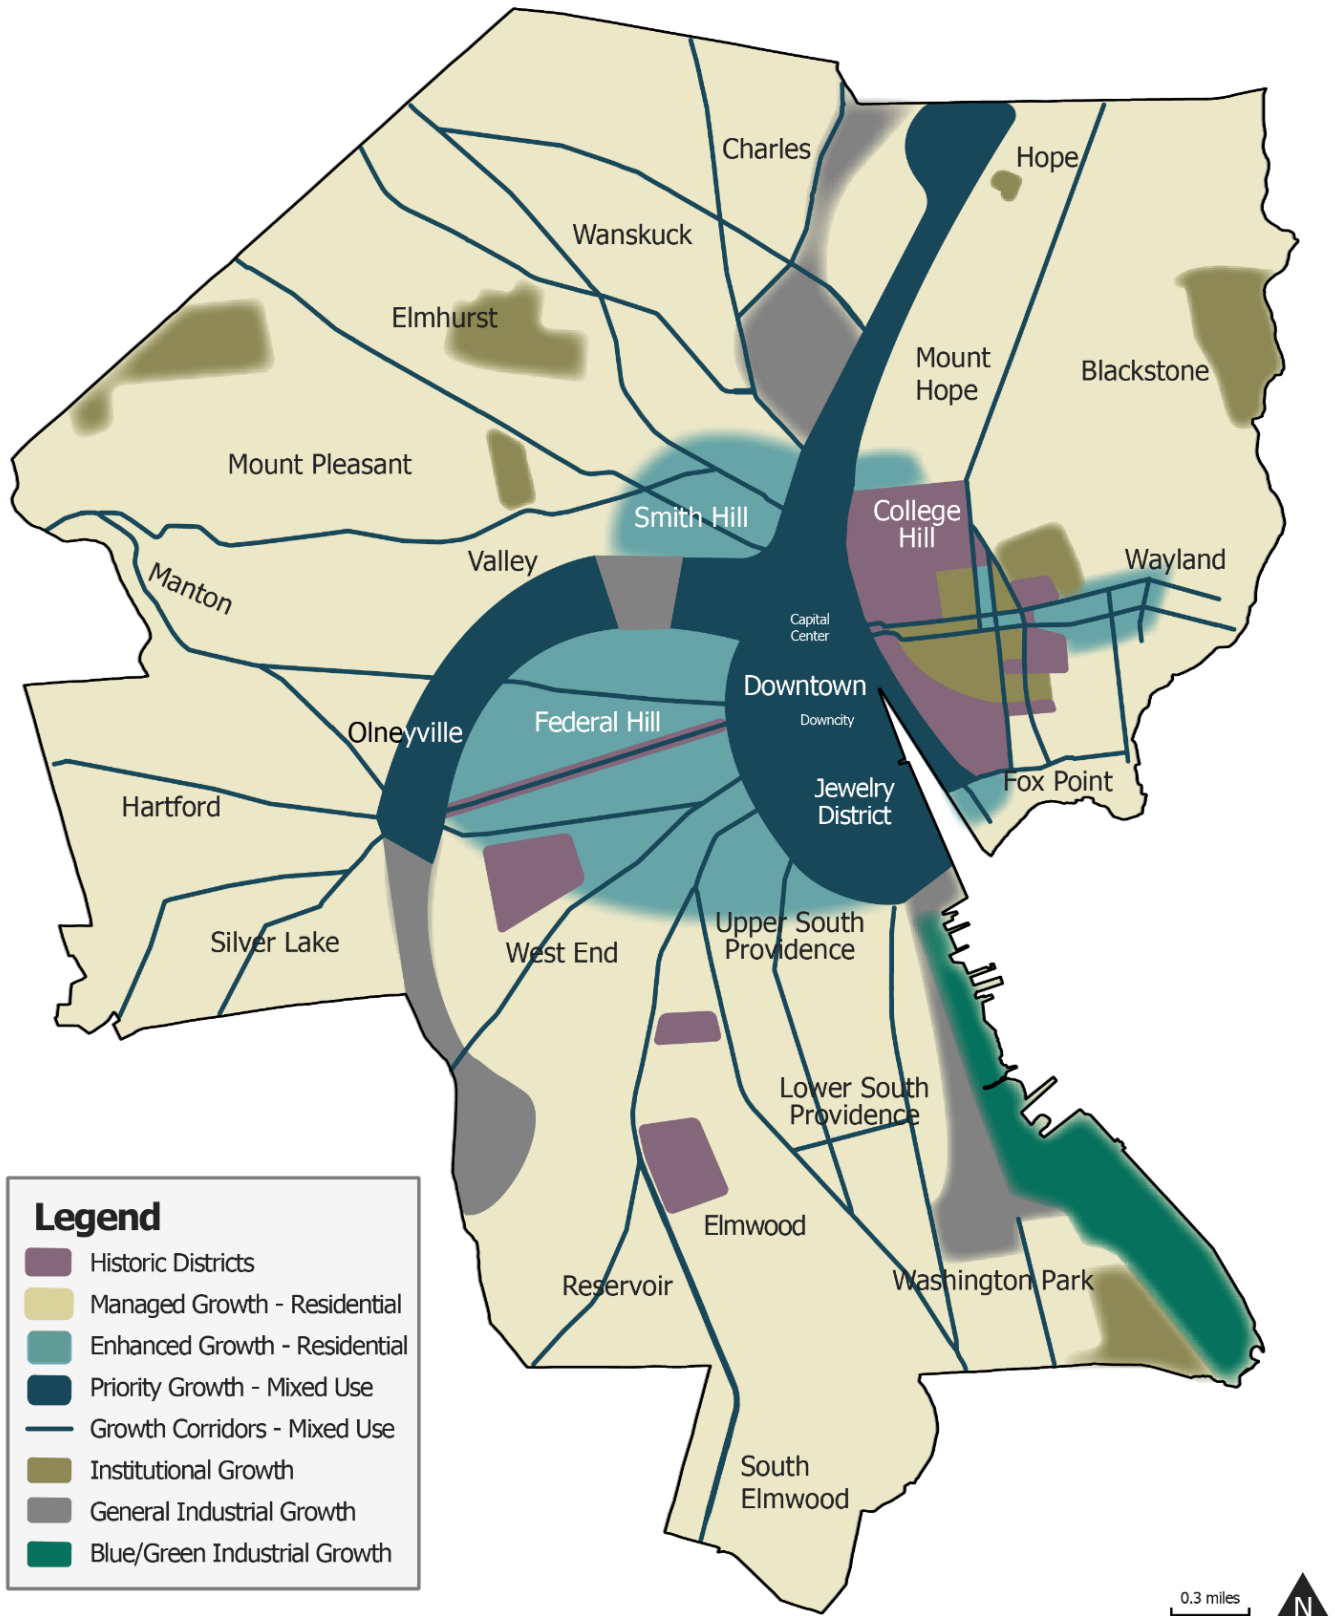 Charles
Hope
Wanskuck
Elmhurst
Mount
Hope
Blackstone
Mount Pleasant
College
Hill
Smith Hill
Valley
Wayland
Manton
Capital
Center
Downtown
Downcity
Federal Hill
Olneyville
Jewelry
District
Fox Point
Hartford
Silver Lake
West End
Upper South
Providence
Lower South
Providence
Elmwood
Reservoir
Washington Park
South
Elmwood
Legend
Historic Districts
Managed Growth - Residential
Enhanced Growth - Residential
Priority Growth - Mixed Use
Growth Corridors - Mixed Use
Institutional Growth
General Industrial Growth
Blue/Green Industrial Growth
0.3 miles
N